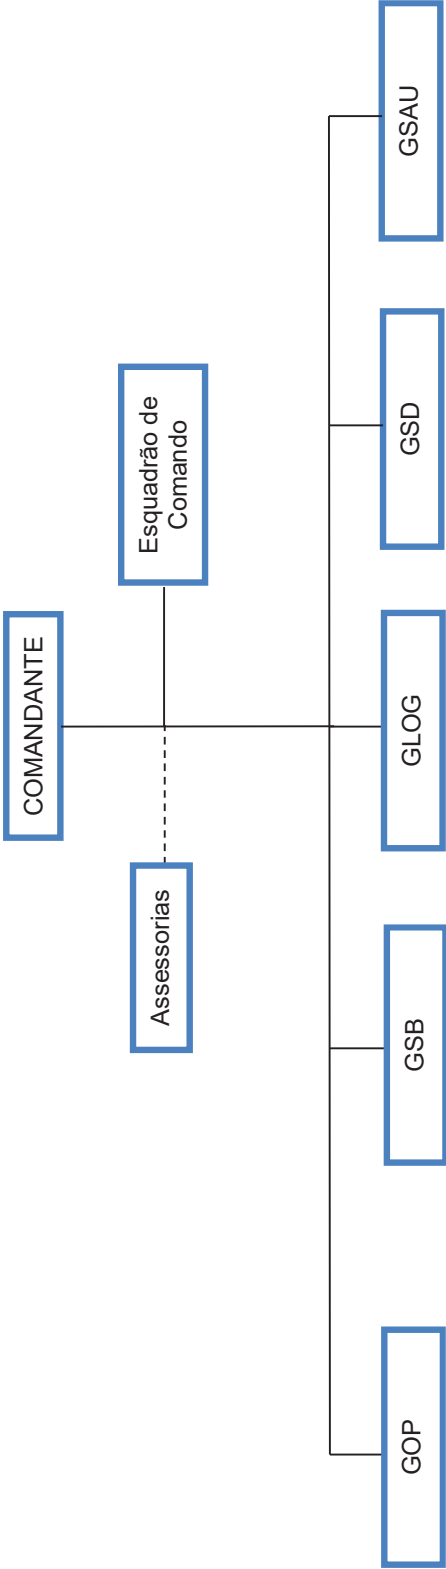 COMANDANTE
Assessorias
Esquadrão de
Comando
GOP
GSB
GLOG
GSD
GSAU